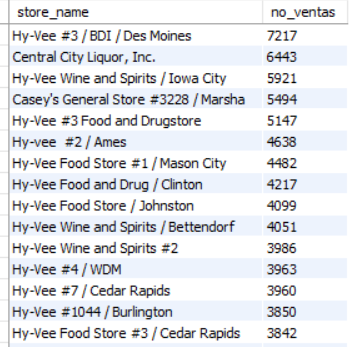 store_name no_ventas
Hy-Vee #3 / BDI / Des Moines 7217
Central City Liquor, Inc. 6443
Hy-Vee Wine and Spirits / Iowa City 5921
Casey's General Store #3228 / Marsha 5494
Hy-Vee #3 Food and Drugstore 5147
Hy-vee  #2 / Ames 4638
Hy-Vee Food Store #1 / Mason City 4482
Hy-Vee Food and Drug / Clinton 4217
Hy-Vee Food Store / Johnston 4099
Hy-Vee Wine and Spirits / Bettendorf 4051
Hy-Vee Wine and Spirits #2 3986
Hy-Vee #4 / WDM 3963
Hy-Vee #7 / Cedar Rapids 3960
Hy-Vee #1044 / Burlington 3850
Hy-Vee Food Store #3 / Cedar Rapids 3842